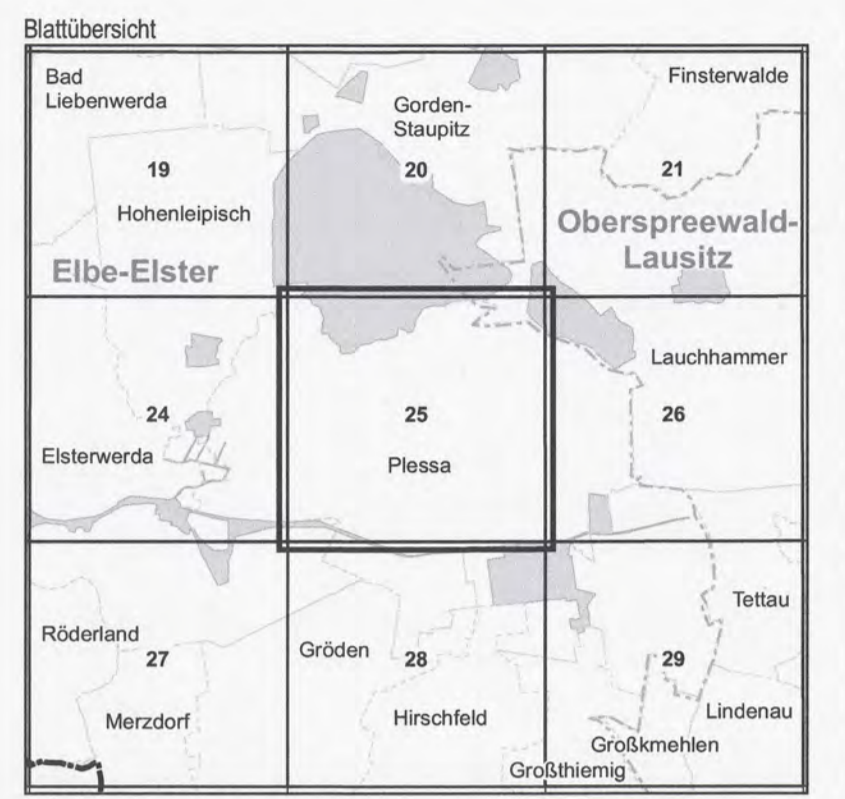 Blattübersicht
Bad
Liebenwerda
Gorden-
Staupitz
Finsterwalde
19
20
21
Hohenleipisch
Oberspreewald-
Lausitz
Elbe-Elster
Lauchhammer
24
25
26
Elsterwerda
Plessa
Tettau
Röderland
Gröden
27
28
29
Merzdorf
Hirschfeld
Lindenau
Großkmehlen
Großthiemig